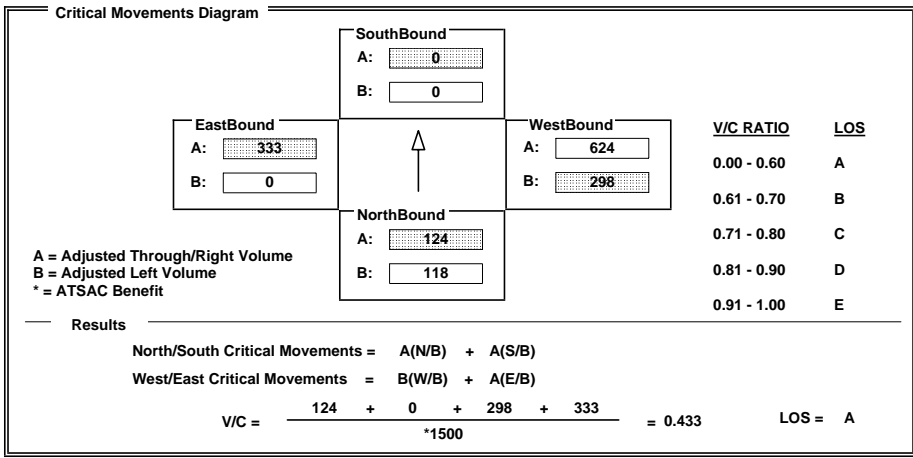 Critical Movements Diagram
SouthBound
A: 0
B: 0
EastBound
A: 333
B: 0
WestBound
A: 624
B: 298
NorthBound
A: 124
B: 118
V/C RATIO LOS
0.00 - 0.60 A
0.61 - 0.70 B
0.71 - 0.80 C
0.81 - 0.90 D
0.91 - 1.00 E
A = Adjusted Through/Right Volume
B = Adjusted Left Volume
* = ATSAC Benefit
Results
North/South Critical Movements = A(N/B) + A(S/B)
West/East Critical Movements = B(W/B) + A(E/B)
124 + 0 + 298 + 333
V/C = = 0.433 LOS = A
*1500